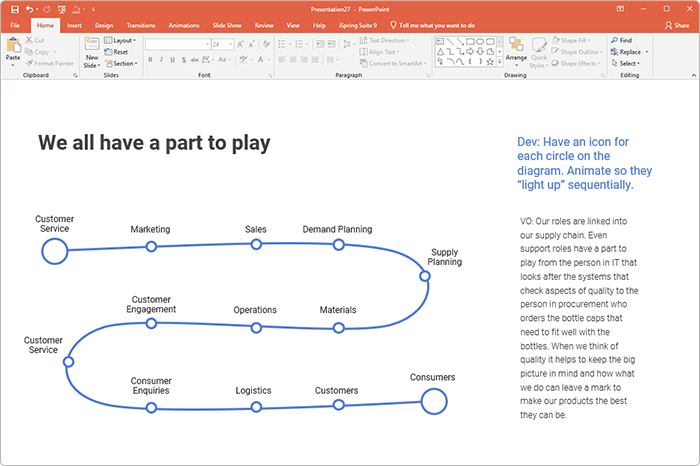 Presentation27 - PowerPoint
File Home Insert Design Transitions Animations Slide Show Review View iSpring Suite 9 Tell me what you want to do Share
Paste
Cut
Copy
Format Painter
Clipboard
New
Slide
Layout
Reset
Section
Slides
24
B I U S abc AV Aa A
Font
Paragraph
Text Direction
Align Text
Convert to SmartArt
Arrange
Quick
Styles
Shape Fill
Shape Outline
Shape Effects
Drawing
Find
Replace
Select
Editing
We all have a part to play
Customer
Service
Marketing
Sales
Demand Planning
Supply
Planning
Customer
Engagement
Operations
Materials
Customer
Service
Consumer
Enquiries
Logistics
Customers
Consumers
Dev: Have an icon for
each circle on the
diagram. Animate so they
“light up” sequentially.
VO: Our roles are linked into
our supply chain. Even
support roles have a part to
play from the person in IT that
looks after the systems that
check aspects of quality to the
person in procurement who
orders the bottle caps that
need to fit well with the
bottles. When we think of
quality it helps to keep the big
picture in mind and how what
we do can leave a mark to
make our products the best
they can be.